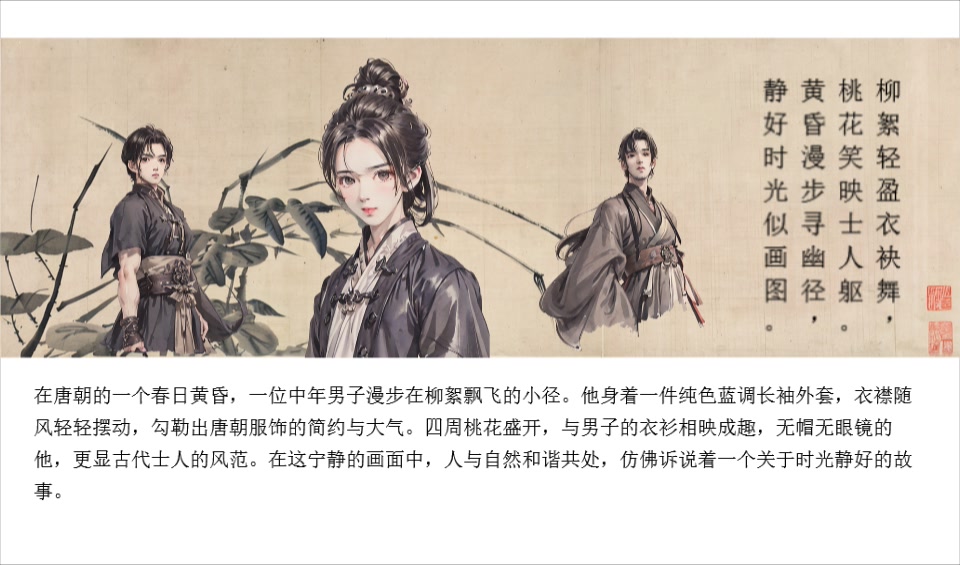 柳絮轻盈衣袂舞，
桃花笑映士人躯。
黄昏漫步寻幽径，
静好时光似画图。
在唐朝的一个春日黄昏，一位中年男子漫步在柳絮飘飞的小径。他身着一件纯色蓝调长袖外套，衣襟随
风轻轻摆动，勾勒出唐朝服饰的简约与大气。四周桃花盛开，与男子的衣衫相映成趣，无帽无眼镜的
他，更显古代士人的风范。在这宁静的画面中，人与自然和谐共处，仿佛诉说着一个关于时光静好的故
事。